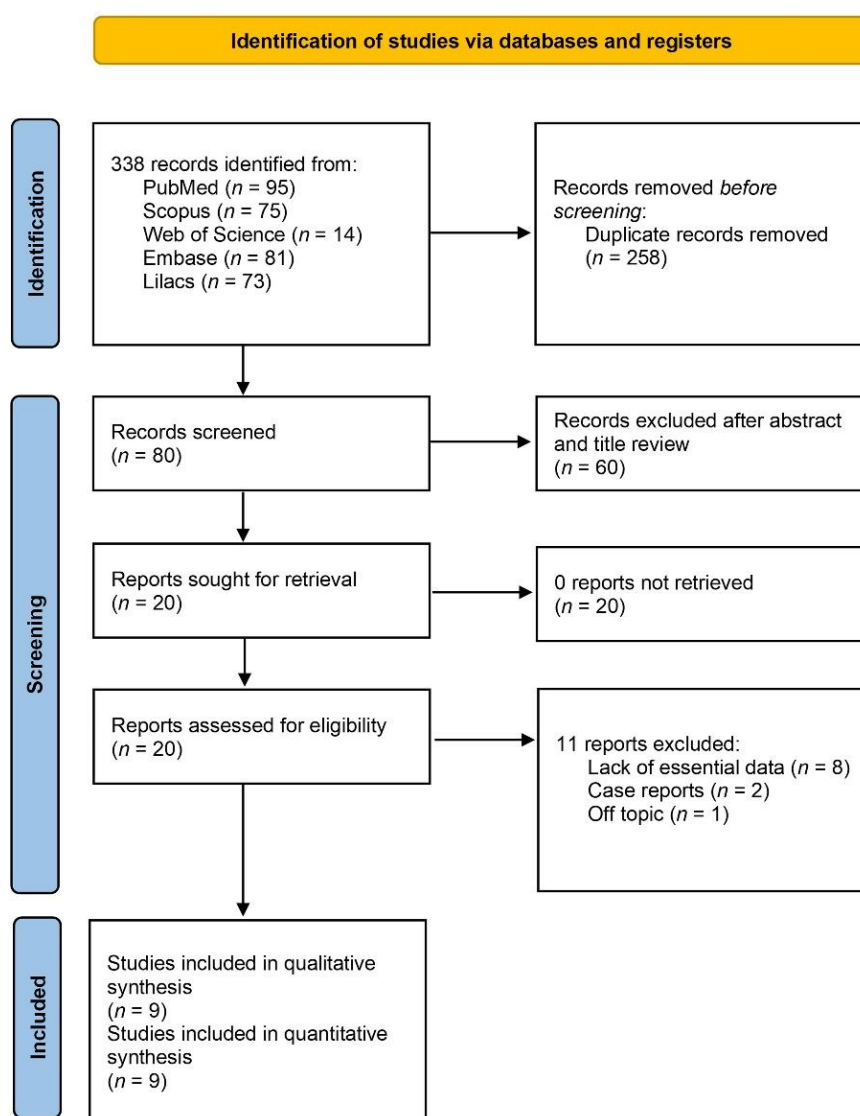 Identification of studies via databases and registers
Identification
338 records identified from:
PubMed (n = 95)
Scopus (n = 75)
Web of Science (n = 14)
Embase (n = 81)
Lilacs (n = 73)
Records removed before
screening:
Duplicate records removed
(n = 258)
Screening
Records screened
(n = 80)
Records excluded after abstract
and title review
(n = 60)
Reports sought for retrieval
(n = 20)
0 reports not retrieved
(n = 20)
Reports assessed for eligibility
(n = 20)
11 reports excluded:
Lack of essential data (n = 8)
Case reports (n = 2)
Off topic (n = 1)
Included
Studies included in qualitative
synthesis
(n = 9)
Studies included in quantitative
synthesis
(n = 9)